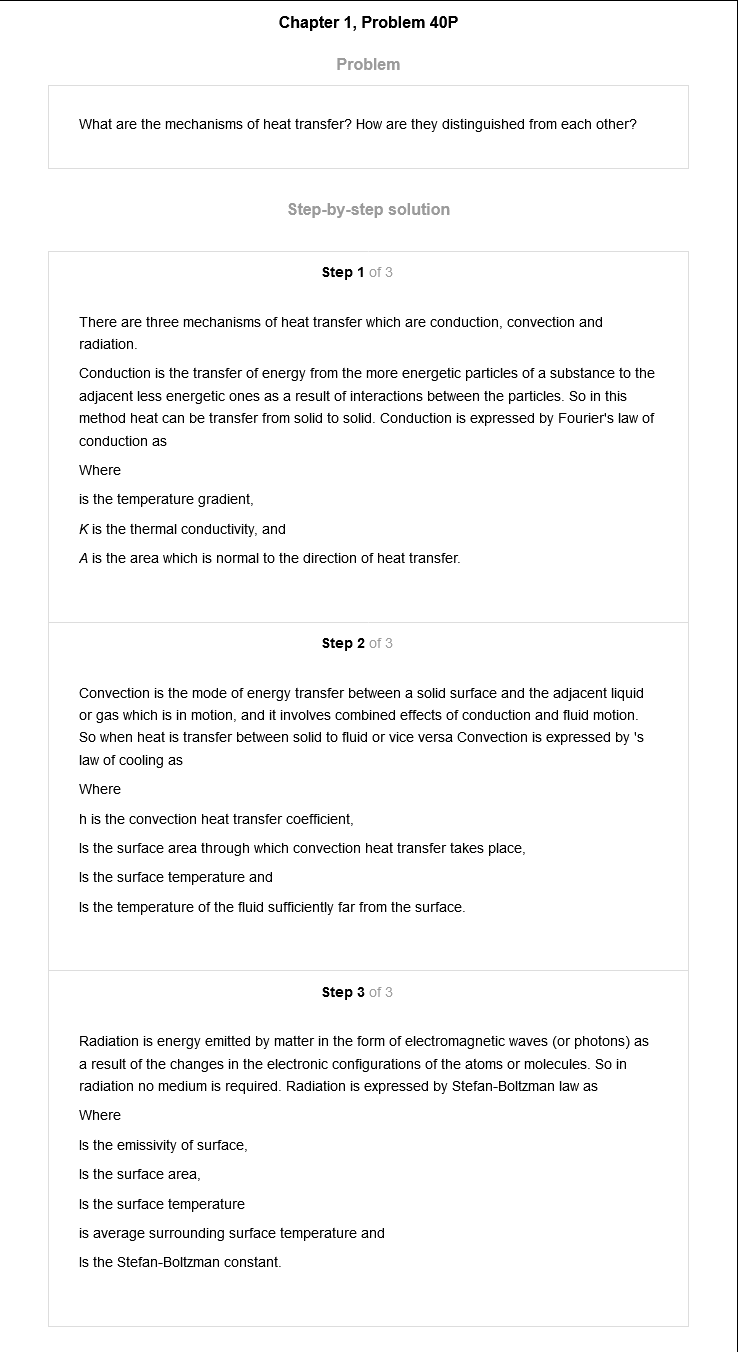 Chapter 1, Problem 40P
Problem
What are the mechanisms of heat transfer? How are they distinguished from each other?
Step-by-step solution
Step 1 of 3
There are three mechanisms of heat transfer which are conduction, convection and
radiation.
Conduction is the transfer of energy from the more energetic particles of a substance to the
adjacent less energetic ones as a result of interactions between the particles. So in this
method heat can be transfer from solid to solid. Conduction is expressed by Fourier's law of
conduction as
Where
is the temperature gradient,
K is the thermal conductivity, and
A is the area which is normal to the direction of heat transfer.
Step 2 of 3
Convection is the mode of energy transfer between a solid surface and the adjacent liquid
or gas which is in motion, and it involves combined effects of conduction and fluid motion.
So when heat is transfer between solid to fluid or vice versa Convection is expressed by 's
law of cooling as
Where
h is the convection heat transfer coefficient,
Is the surface area through which convection heat transfer takes place,
Is the surface temperature and
Is the temperature of the fluid sufficiently far from the surface.
Step 3 of 3
Radiation is energy emitted by matter in the form of electromagnetic waves (or photons) as
a result of the changes in the electronic configurations of the atoms or molecules. So in
radiation no medium is required. Radiation is expressed by Stefan-Boltzman law as
Where
Is the emissivity of surface,
Is the surface area,
Is the surface temperature
is average surrounding surface temperature and
Is the Stefan-Boltzman constant.